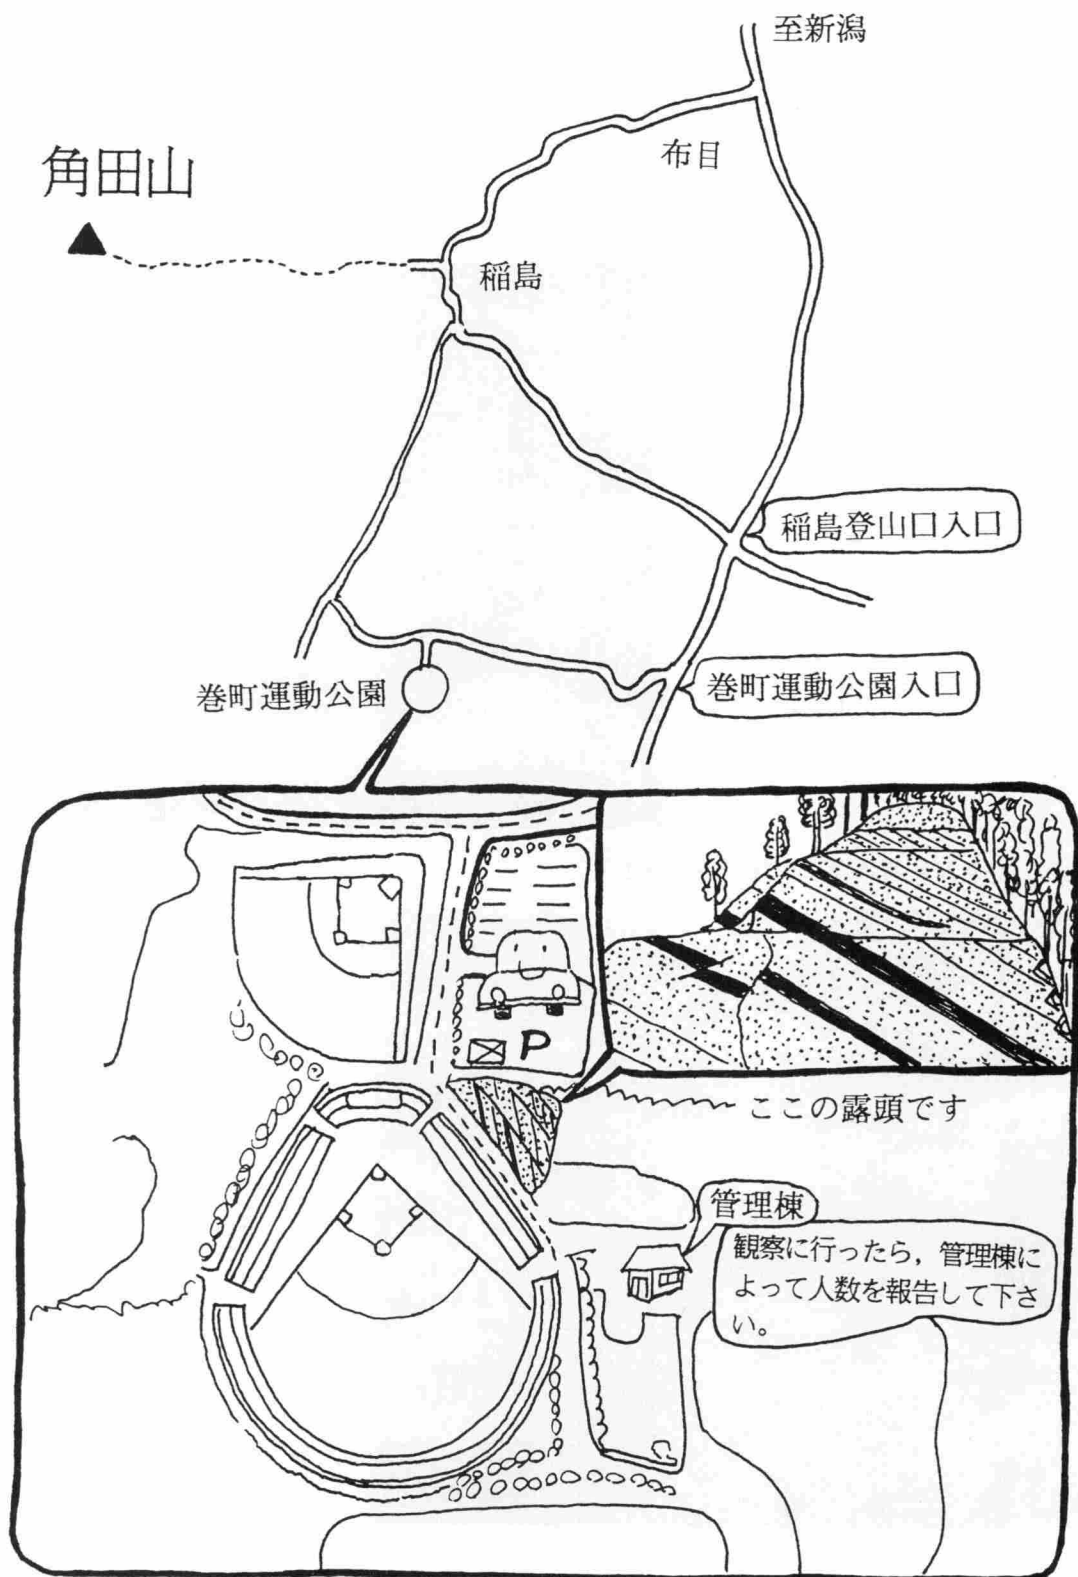 至新潟
布目
角田山
稲島
稲島登山口入口
巻町運動公園
巻町運動公園入口
P
ここの露頭です
管理棟
観察に行ったら，管理棟に
よって人数を報告して下さ
い。